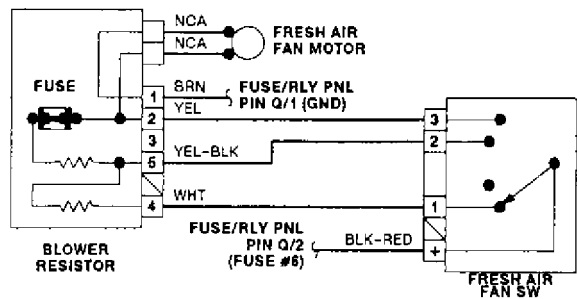 NCA
NCA
FRESH AIR
FAN MOTOR
FUSE
1
BRN
FUSE/RLY PNL
PIN Q/1 (GND)
2
YEL
3
3
YEL-BLK
2
5
WHT
4
1
FUSE/RLY PNL
PIN Q/2
(FUSE #6)
BLK-RED
+
BLOWER
RESISTOR
FRESH AIR
FAN SW